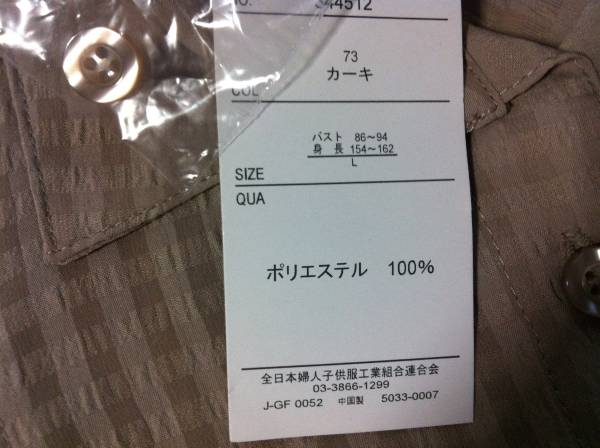 NO. 344512
73
COL カーキ
バスト 86~94
身長 154~162
SIZE L
QUA
ポリエステル 100%
全日本婦人子供服工業組合連合会
03-3866-1299
J-GF 0052 中国製 5033-0007